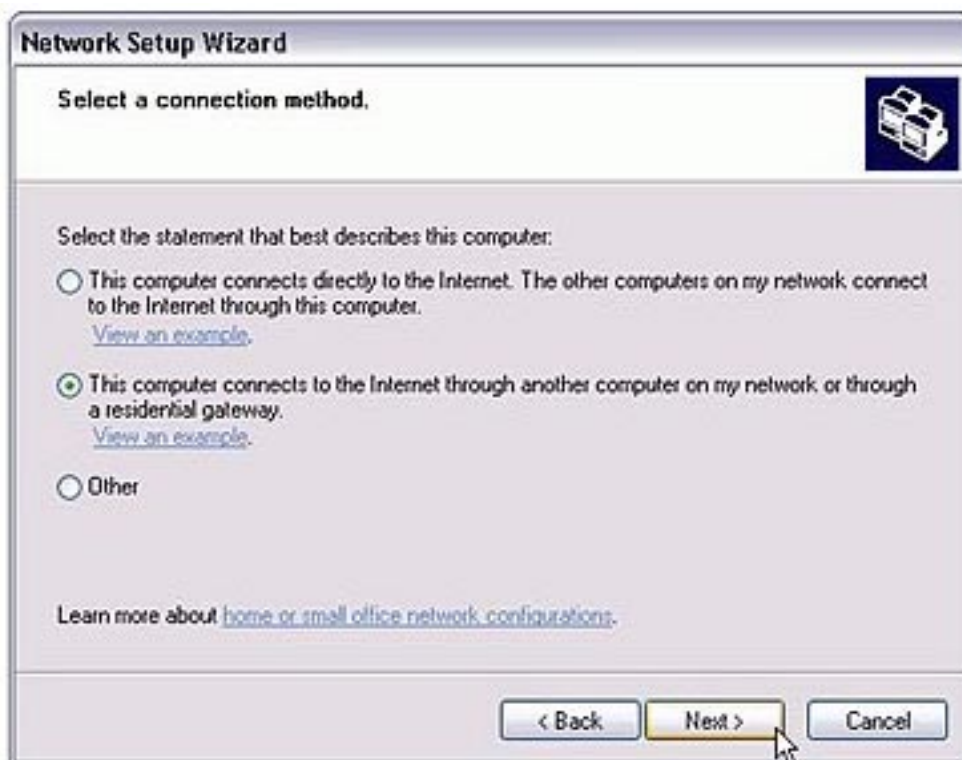 Network Setup Wizard
Select a connection method.
Select the statement that best describes this computer:
This computer connects directly to the Internet. The other computers on my network connect
to the Internet through this computer.
View an example.
This computer connects to the Internet through another computer on my network or through
a residential gateway.
View an example.
Other
Learn more about home or small office network configurations.
< Back Next > Cancel